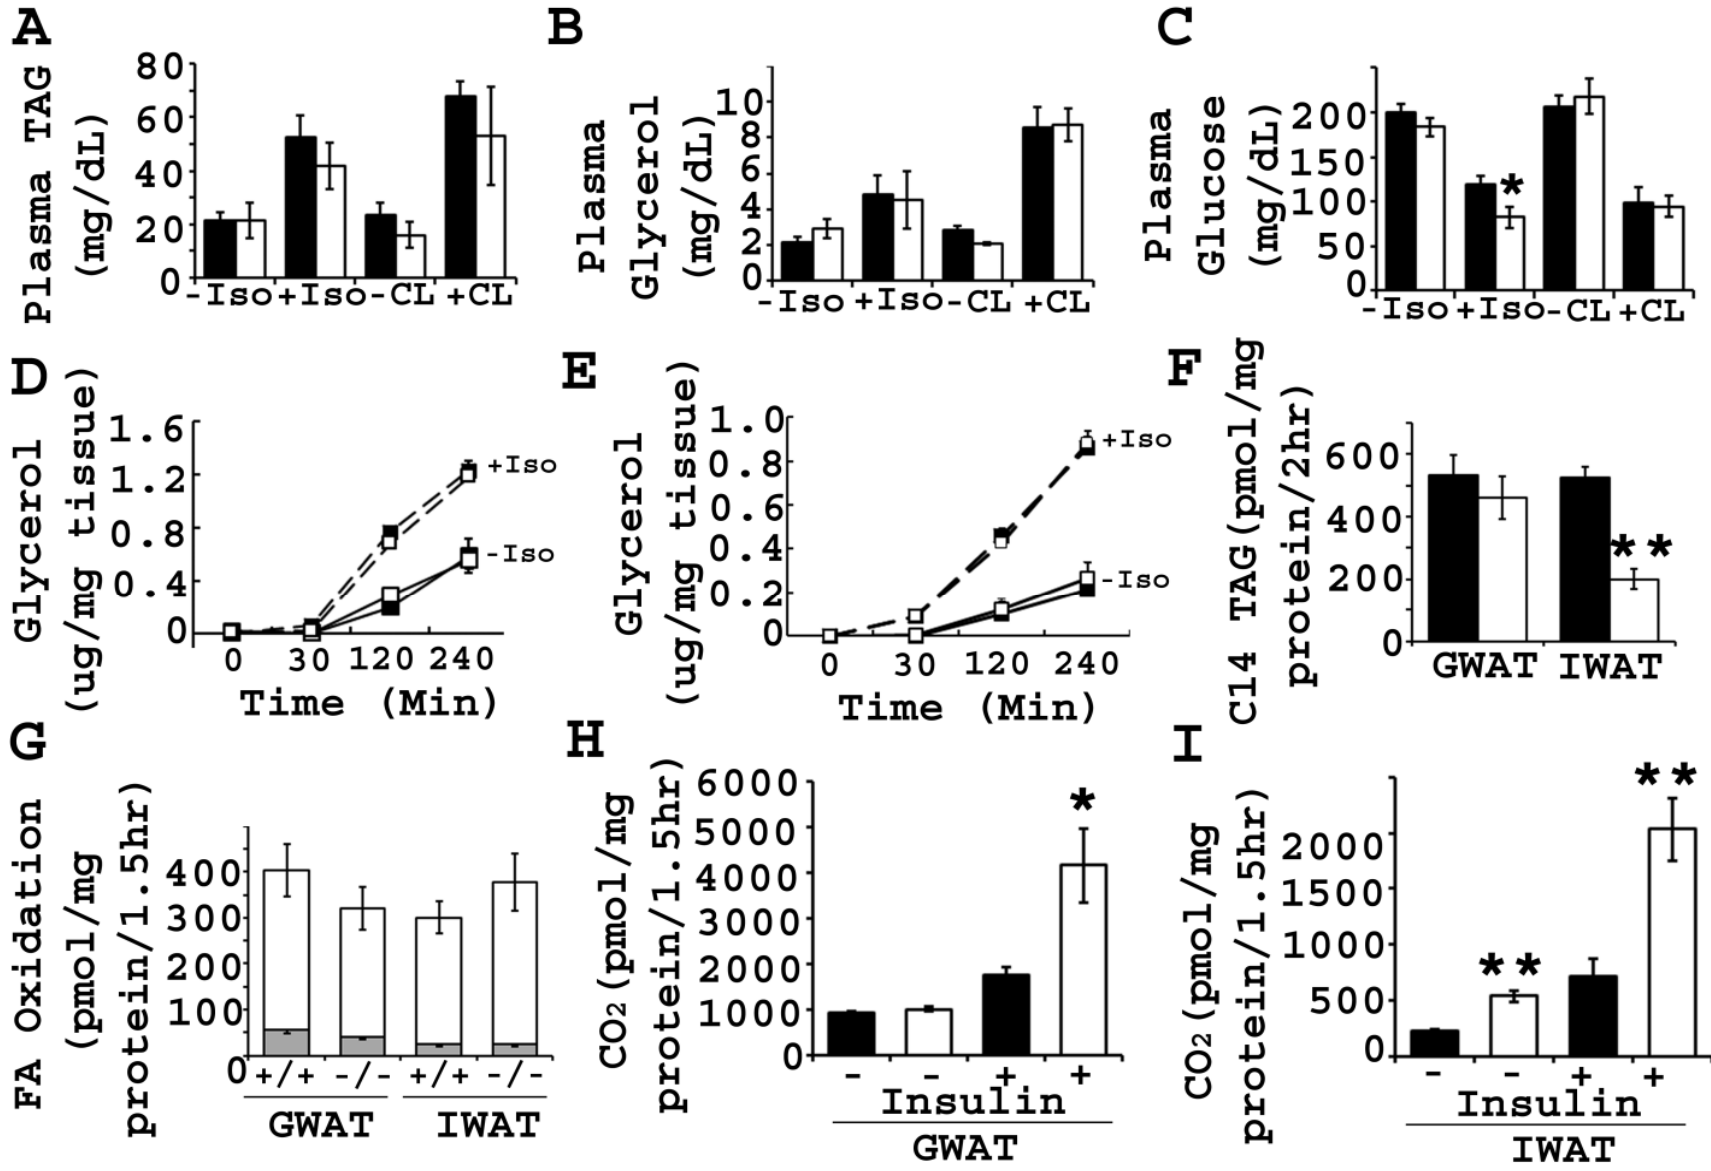 A
Plasma TAG
(mg/dL)
80
60
40
20
0
-Iso +Iso -CL +CL
B
Plasma
Glycerol
(mg/dL)
10
8
6
4
2
0
-Iso +Iso -CL +CL
C
Plasma
Glucose
(mg/dL)
200
150
100
50
0
*
-Iso +Iso -CL +CL
D
Glycerol
(ug/mg tissue)
1.6
1.2
0.8
0.4
0
+Iso
-Iso
0 30 120 240
Time (Min)
E
Glycerol
(ug/mg tissue)
1.0
0.8
0.6
0.4
0.2
0
+Iso
-Iso
0 30 120 240
Time (Min)
F
C14 TAG(pmol/mg
protein/2hr)
600
400
200
0
**
GWAT IWAT
G
FA Oxidation
(pmol/mg
protein/1.5hr)
400
300
200
100
0
+/+ -/- +/+ -/-
GWAT IWAT
H
CO2(pmol/mg
protein/1.5hr)
6000
5000
4000
3000
2000
1000
0
*
- - + +
Insulin
GWAT
I
CO2(pmol/mg
protein/1.5hr)
2000
1500
1000
500
0
**
**
- - + +
Insulin
IWAT